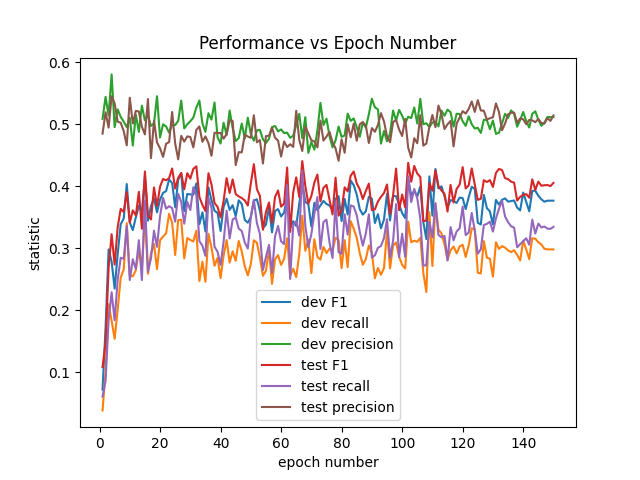 Performance vs Epoch Number
0.6
0.5
0.4
0.3
0.2
0.1
statistic
dev F1
dev recall
dev precision
test F1
test recall
test precision
0 20 40 60 80 100 120 140
epoch number